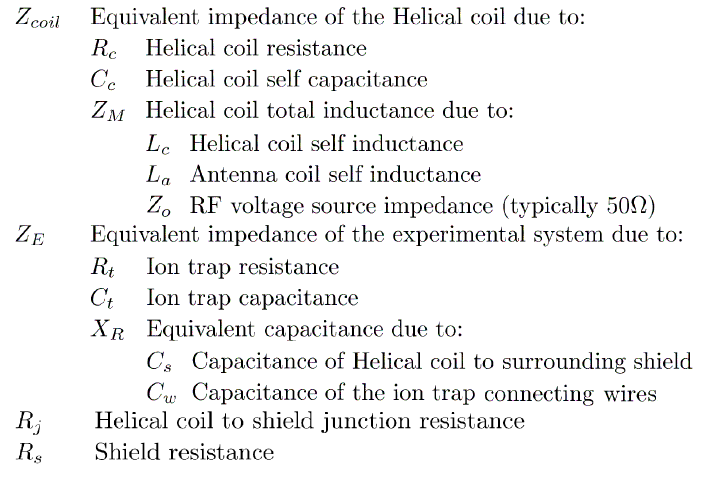 Z_coil Equivalent impedance of the Helical coil due to:
R_c Helical coil resistance
C_c Helical coil self capacitance
Z_M Helical coil total inductance due to:
L_c Helical coil self inductance
L_a Antenna coil self inductance
Z_o RF voltage source impedance (typically 50Ω)
Z_E Equivalent impedance of the experimental system due to:
R_t Ion trap resistance
C_t Ion trap capacitance
X_R Equivalent capacitance due to:
C_s Capacitance of Helical coil to surrounding shield
C_w Capacitance of the ion trap connecting wires
R_j Helical coil to shield junction resistance
R_s Shield resistance